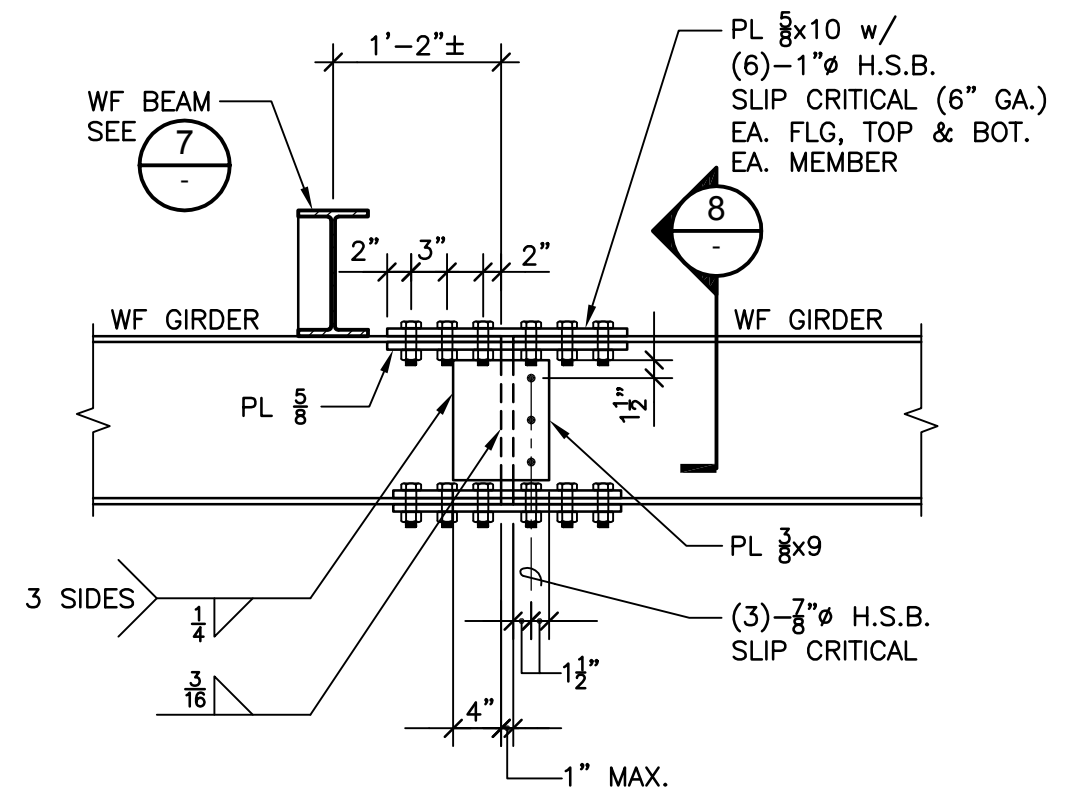 PL 5/8x10 w/
(6)-1"ø H.S.B.
SLIP CRITICAL (6" GA.)
EA. FLG, TOP & BOT.
EA. MEMBER
1'-2"±
WF BEAM
SEE
7
-
8
-
2"
3"
2"
WF GIRDER
WF GIRDER
PL 5/8
1 1/2"
PL 3/8x9
3 SIDES
1/4
(3)-7/8"ø H.S.B.
SLIP CRITICAL
1 1/2"
3/16
4"
1" MAX.